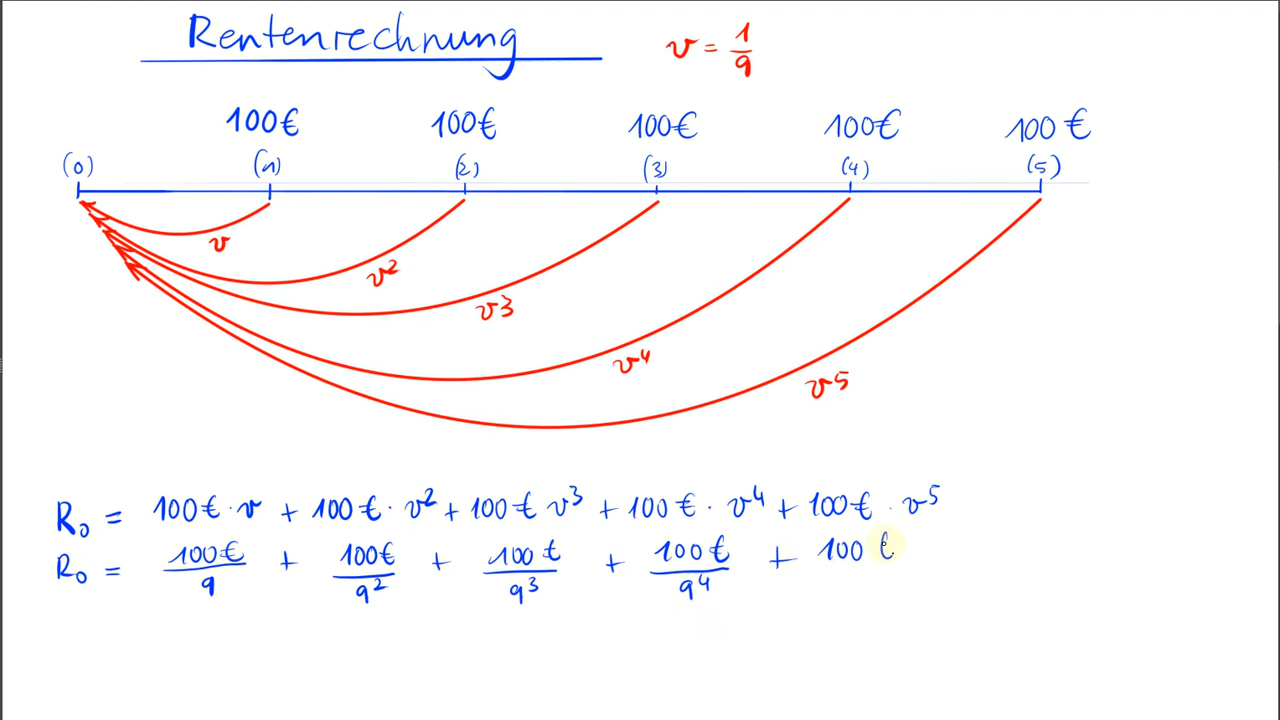 Rentenrechnung
v = 1/q
100€ 100€ 100€ 100€ 100€
(0) (1) (2) (3) (4) (5)
v
v²
v³
v⁴
v⁵
R₀ = 100€ · v + 100€ · v² + 100€ v³ + 100€ · v⁴ + 100€ · v⁵
R₀ = 100€/q + 100€/q² + 100€/q³ + 100€/q⁴ + 100€